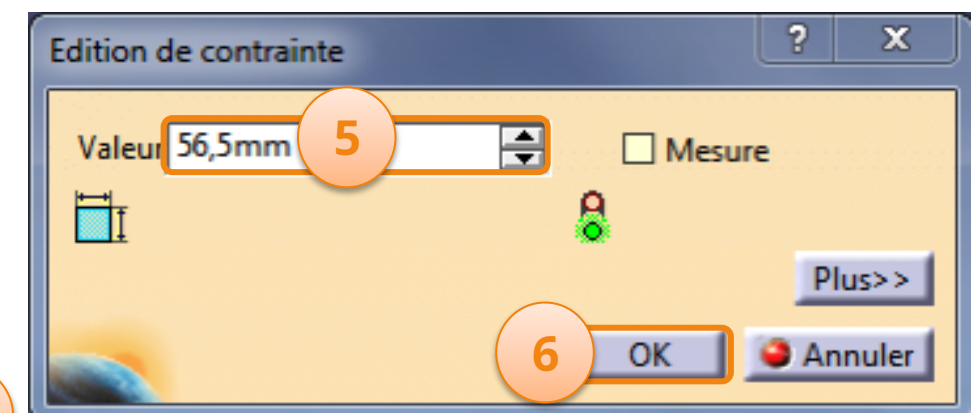 Edition de contrainte ? X
Valeur 56,5mm 5 Mesure
Plus>>
6 OK Annuler